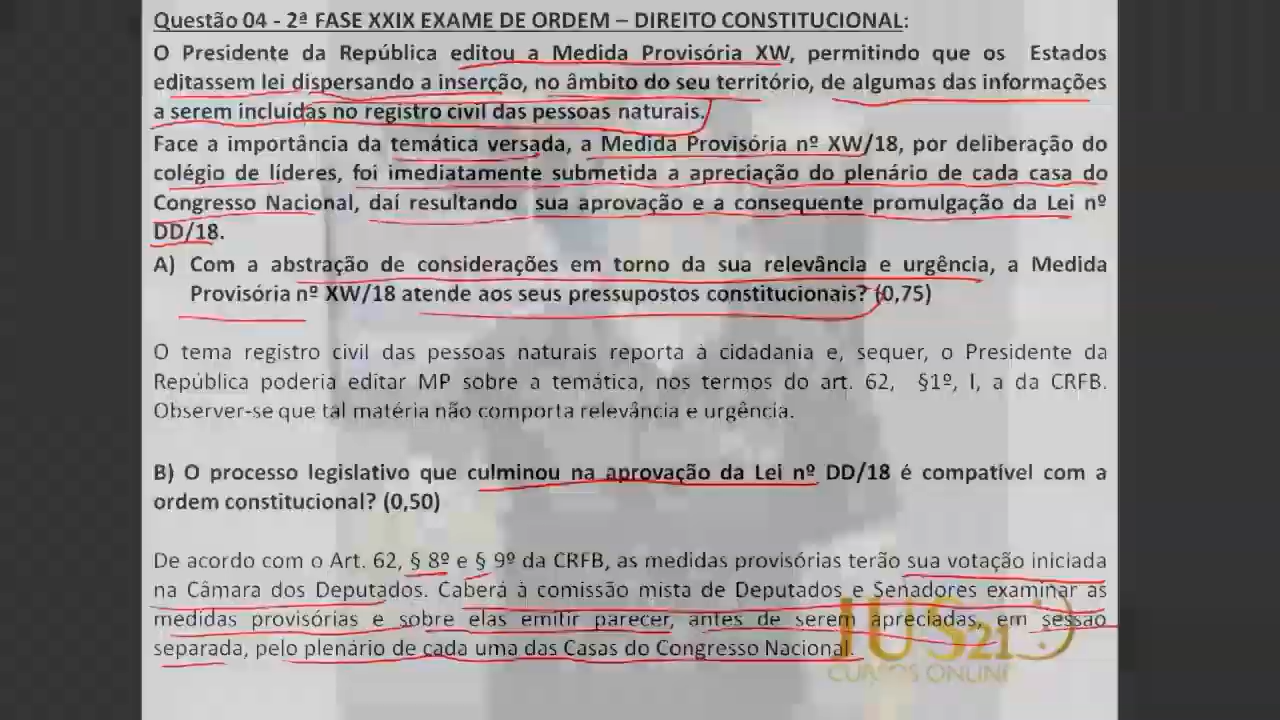 Questão 04 - 2ª FASE XXIX EXAME DE ORDEM – DIREITO CONSTITUCIONAL:
O Presidente da República editou a Medida Provisória XW, permitindo que os Estados
editassem lei dispersando a inserção, no âmbito do seu território, de algumas das informações
a serem incluídas no registro civil das pessoas naturais.
Face a importância da temática versada, a Medida Provisória nº XW/18, por deliberação do
colégio de líderes, foi imediatamente submetida a apreciação do plenário de cada casa do
Congresso Nacional, daí resultando sua aprovação e a consequente promulgação da Lei nº
DD/18.
A) Com a abstração de considerações em torno da sua relevância e urgência, a Medida
Provisória nº XW/18 atende aos seus pressupostos constitucionais? (0,75)
O tema registro civil das pessoas naturais reporta à cidadania e, sequer, o Presidente da
República poderia editar MP sobre a temática, nos termos do art. 62, §1º, I, a da CRFB.
Observer-se que tal matéria não comporta relevância e urgência.
B) O processo legislativo que culminou na aprovação da Lei nº DD/18 é compatível com a
ordem constitucional? (0,50)
De acordo com o Art. 62, § 8º e § 9º da CRFB, as medidas provisórias terão sua votação iniciada
na Câmara dos Deputados. Caberá à comissão mista de Deputados e Senadores examinar as
medidas provisórias e sobre elas emitir parecer, antes de serem apreciadas, em sessão
separada, pelo plenário de cada uma das Casas do Congresso Nacional.
JUS21
CURSOS ONLINE